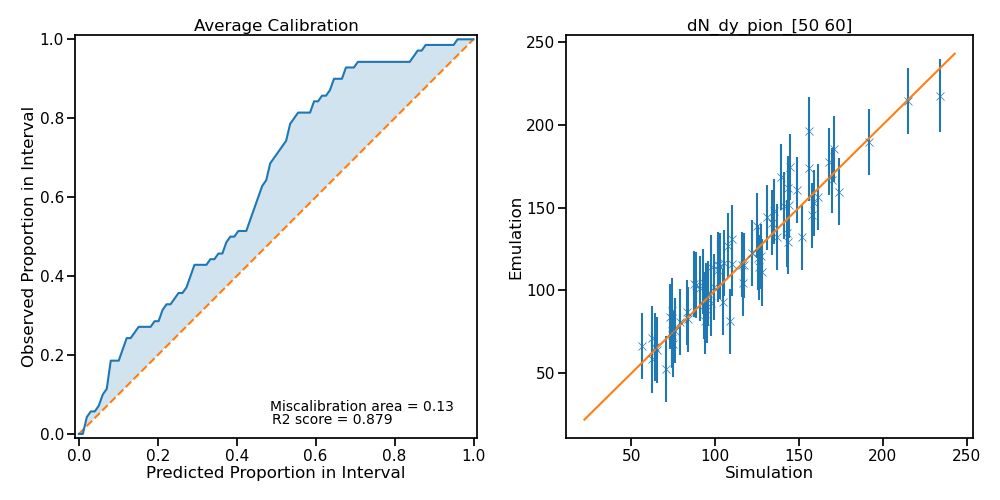 Average Calibration
1.0
0.8
0.6
0.4
0.2
0.0
Observed Proportion in Interval
Miscalibration area = 0.13
R2 score = 0.879
0.0 0.2 0.4 0.6 0.8 1.0
Predicted Proportion in Interval
dN_dy_pion_[50 60]
250
200
150
100
50
Emulation
50 100 150 200 250
Simulation